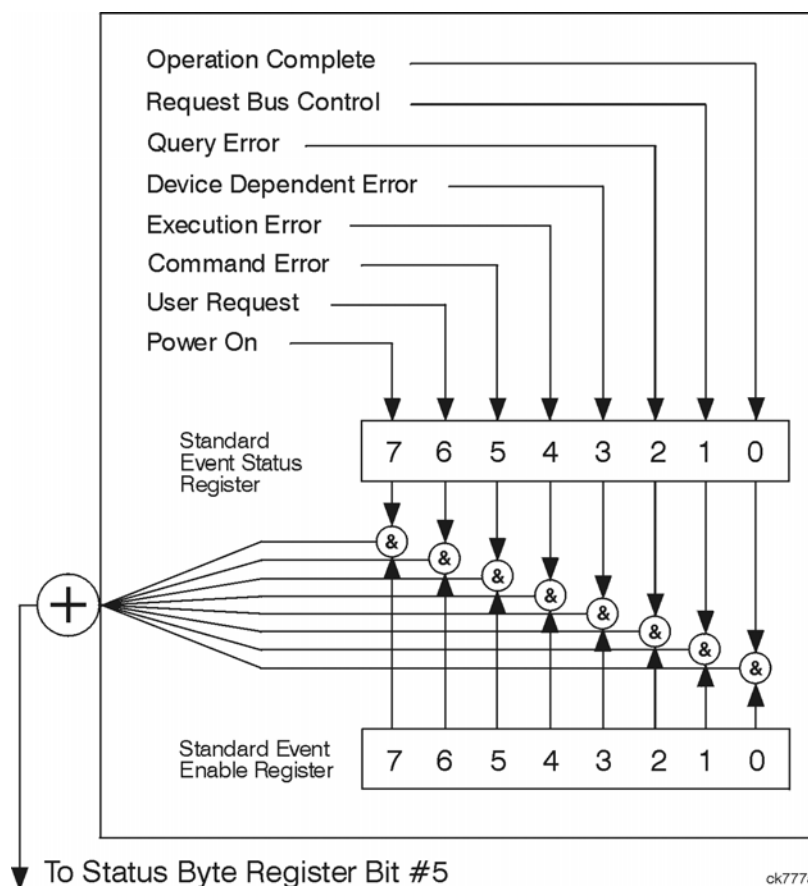 Operation Complete
Request Bus Control
Query Error
Device Dependent Error
Execution Error
Command Error
User Request
Power On
Standard
Event Status
Register
7 6 5 4 3 2 1 0
& & & & & & & &
+
Standard Event
Enable Register
7 6 5 4 3 2 1 0
To Status Byte Register Bit #5
ck777